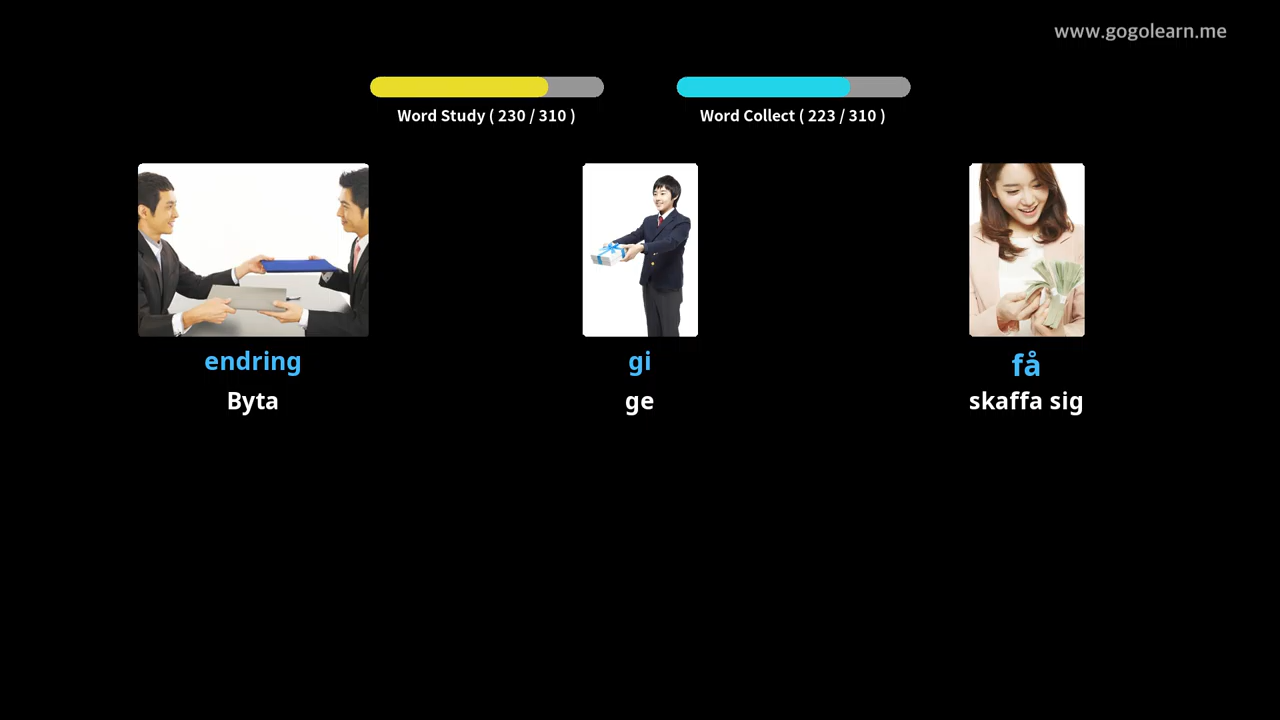 www.gogolearn.me
Word Study ( 230 / 310 )
Word Collect ( 223 / 310 )
endring
gi
få
Byta
ge
skaffa sig